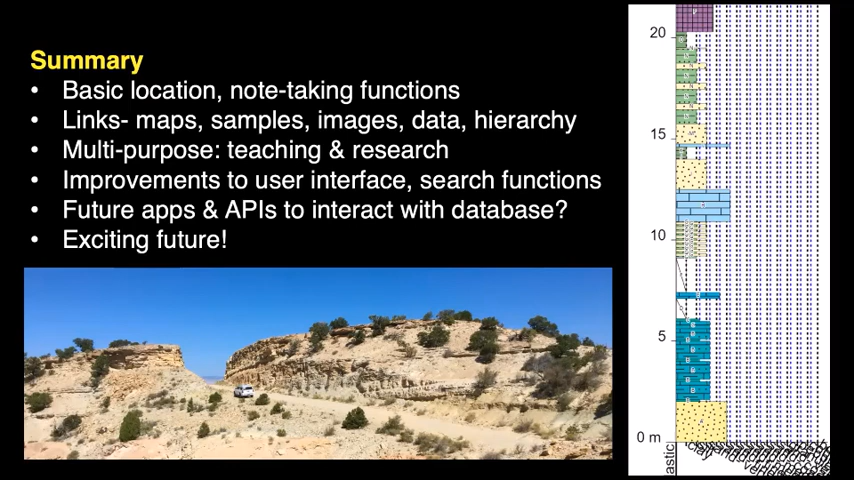 Summary
• Basic location, note-taking functions
• Links- maps, samples, images, data, hierarchy
• Multi-purpose: teaching & research
• Improvements to user interface, search functions
• Future apps & APIs to interact with database?
• Exciting future!
20
15
10
5
0 m